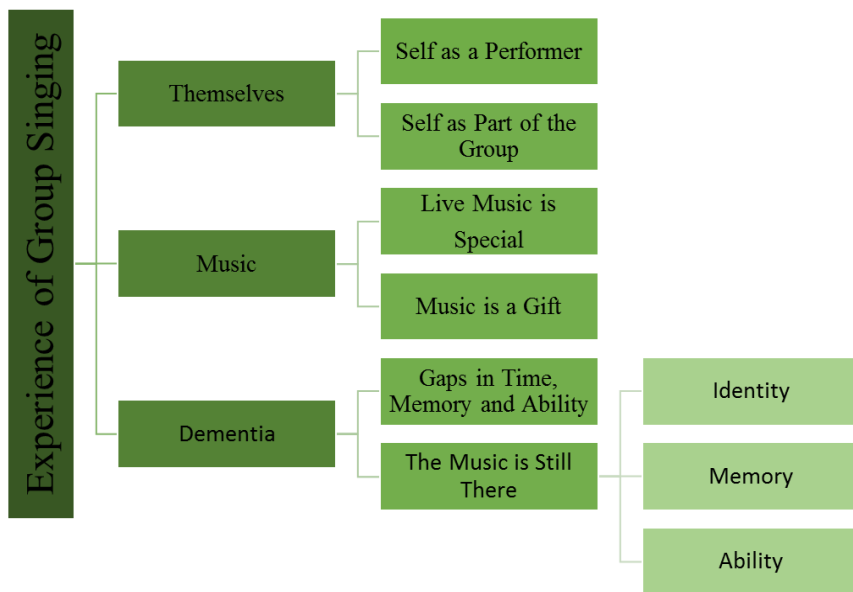 Experience of Group Singing
Themselves
Self as a Performer
Self as Part of the
Group
Music
Live Music is
Special
Music is a Gift
Dementia
Gaps in Time,
Memory and Ability
The Music is Still
There
Identity
Memory
Ability